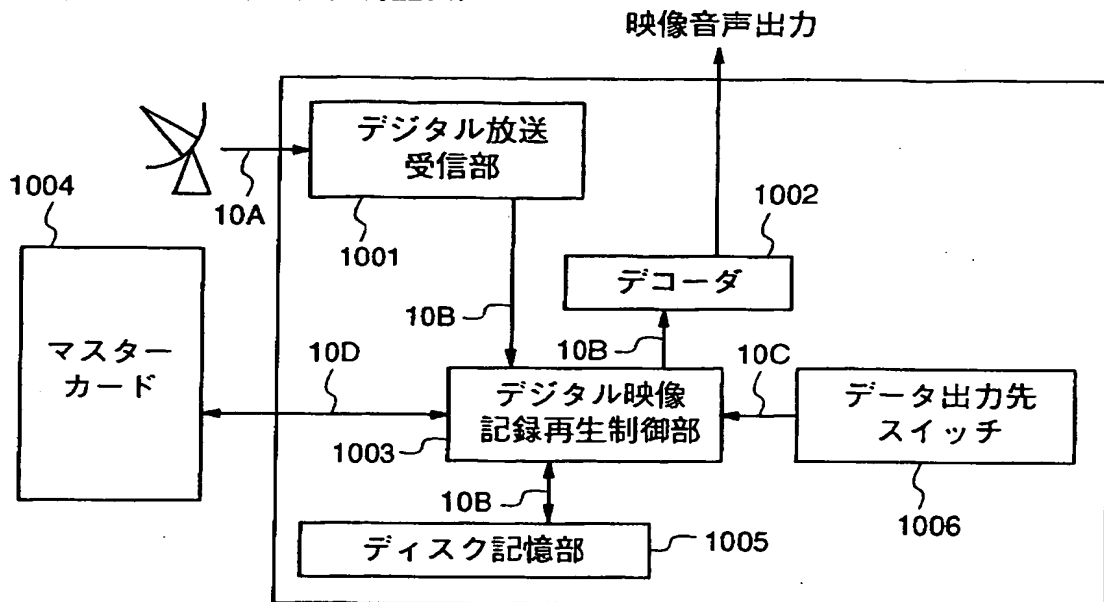 映像音声出力
デジタル放送
受信部
1004
10A
1001
1002
デコーダ
10B
マスター
カード
10D
10B
10C
デジタル映像
記録再生制御部
データ出力先
スイッチ
1003
10B
1006
ディスク記憶部
1005